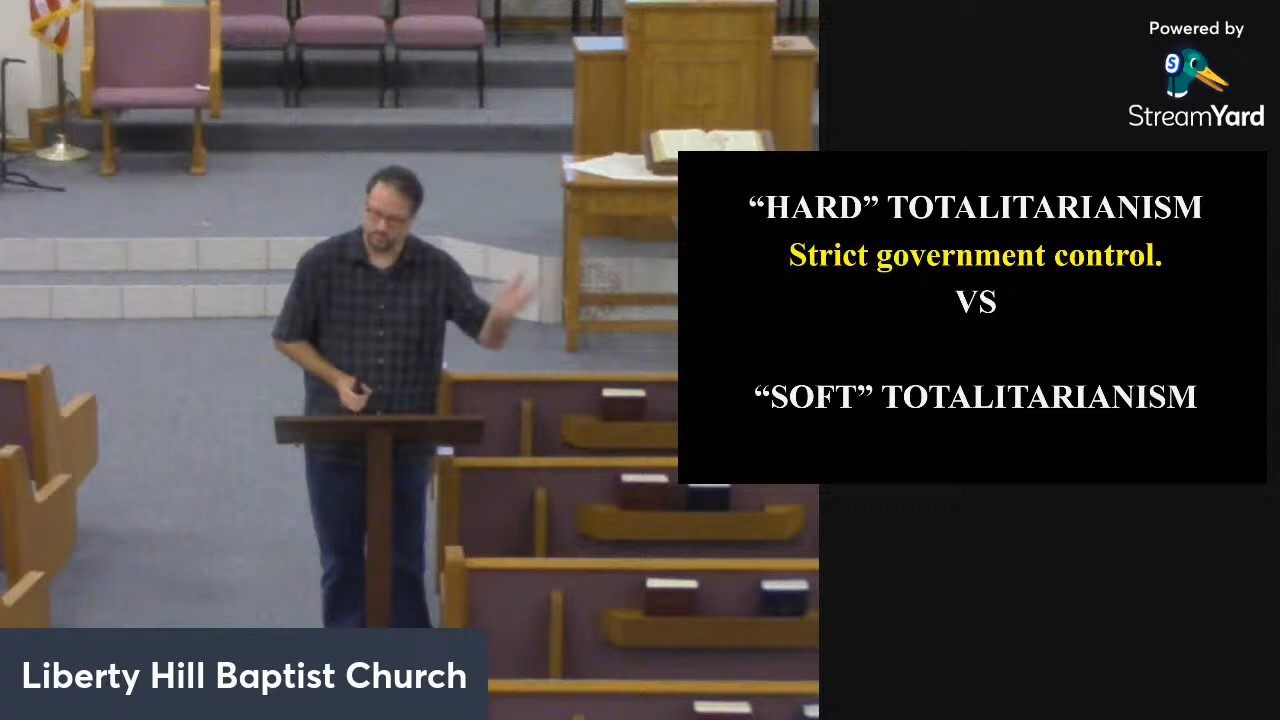 Powered by
StreamYard
“HARD” TOTALITARIANISM
Strict government control.
VS
“SOFT” TOTALITARIANISM
Liberty Hill Baptist Church